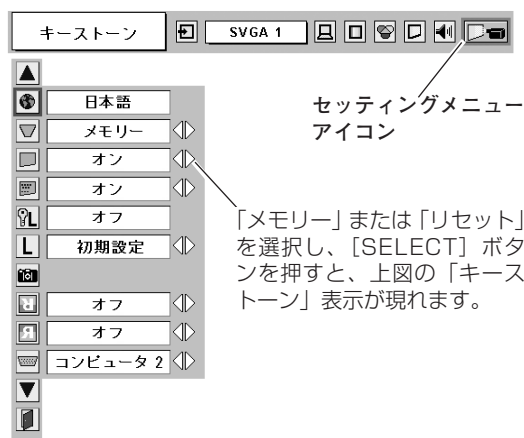 キーストーン
SVGA 1
セッティングメニュー
アイコン
日本語
メモリー
オン
オン
L
オフ
L
初期設定
オフ
オフ
コンピュータ 2
「メモリー」または「リセット」
を選択し、［SELECT］ボタ
ンを押すと、上図の「キース
トーン」表示が現れます。